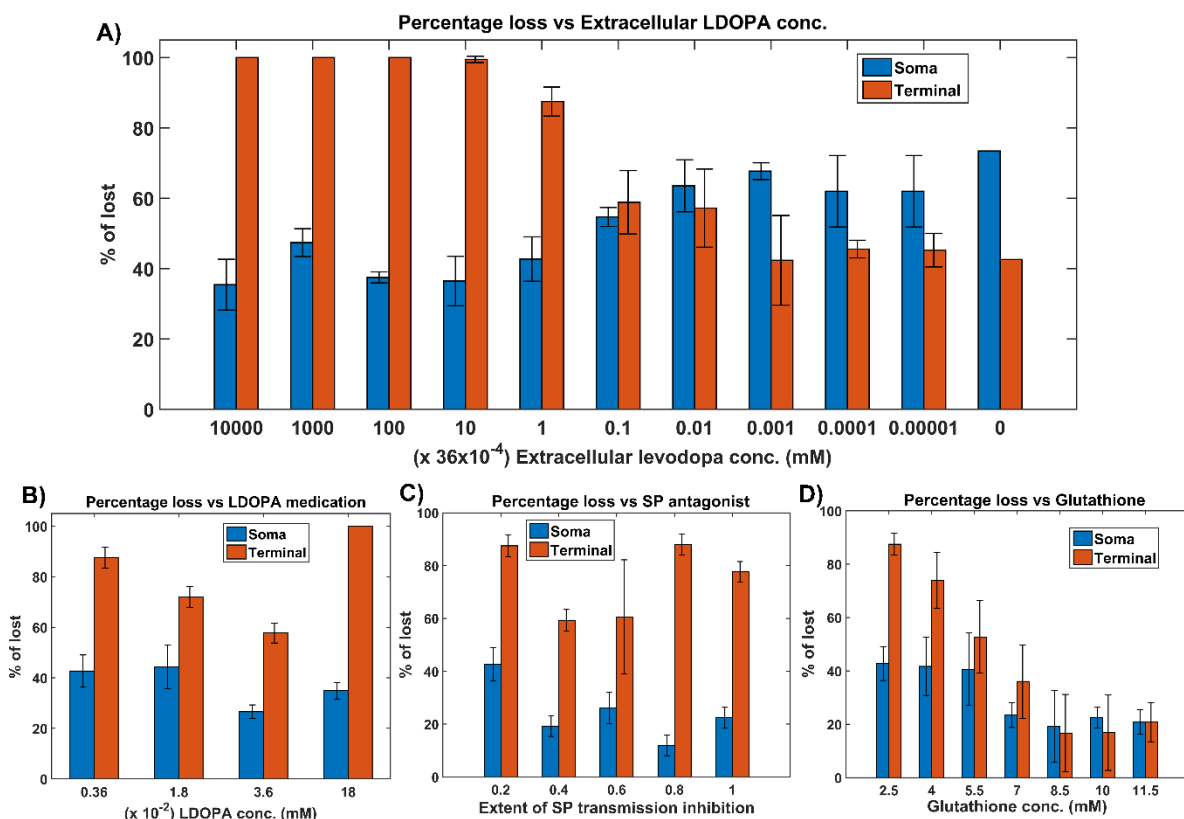 A)
Percentage loss vs Extracellular LDOPA conc.
% of lost
100
80
60
40
20
0
Soma
Terminal
10000 1000 100 10 1 0.1 0.01 0.001 0.0001 0.00001 0
(x 36x10^-4) Extracellular levodopa conc. (mM)
B)
Percentage loss vs LDOPA medication
% of lost
100
80
60
40
20
0
Soma
Terminal
0.36 1.8 3.6 18
(x 10^-2) LDOPA conc. (mM)
C)
Percentage loss vs SP antagonist
% of lost
100
80
60
40
20
0
Soma
Terminal
0.2 0.4 0.6 0.8 1
Extent of SP transmission inhibition
D)
Percentage loss vs Glutathione
% of lost
100
80
60
40
20
0
Soma
Terminal
2.5 4 5.5 7 8.5 10 11.5
Glutathione conc. (mM)